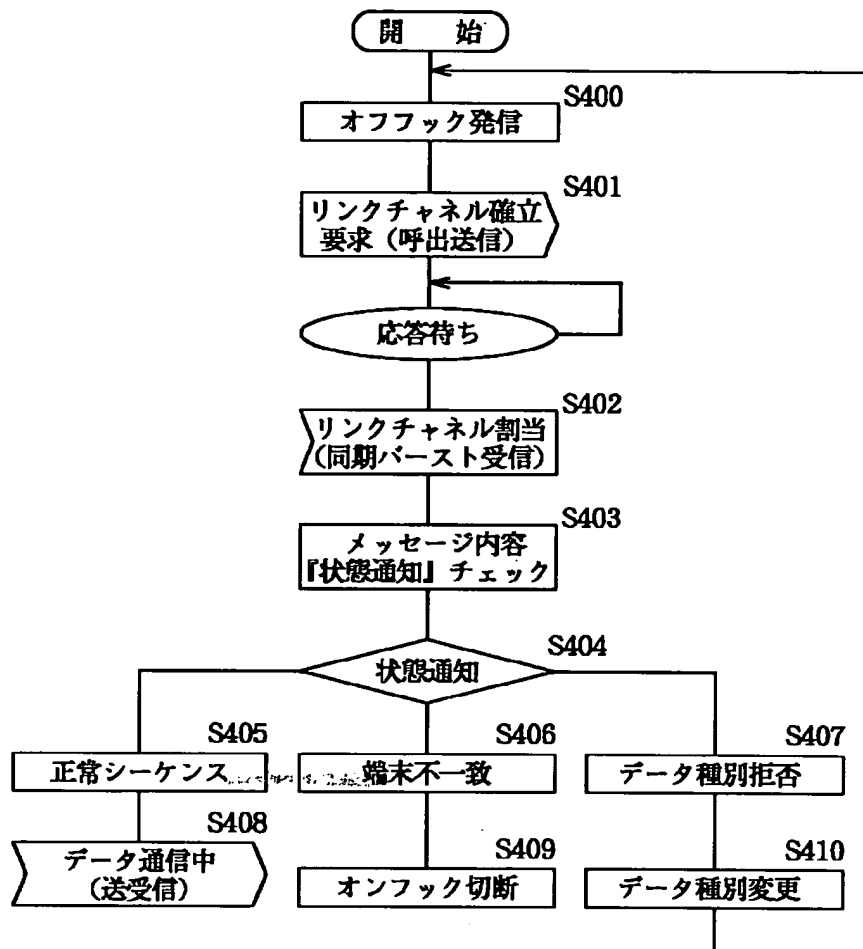 開 始
S400
オフフック発信
S401
リンクチャネル確立
要求(呼出送信)
応答待ち
S402
リンクチャネル割当
(同期バースト受信)
S403
メッセージ内容
『状態通知』チェック
S404
状態通知
S405
正常シーケンス
S406
端末不一致
S407
データ種別拒否
S408
データ通信中
(送受信)
S409
オンフック切断
S410
データ種別変更